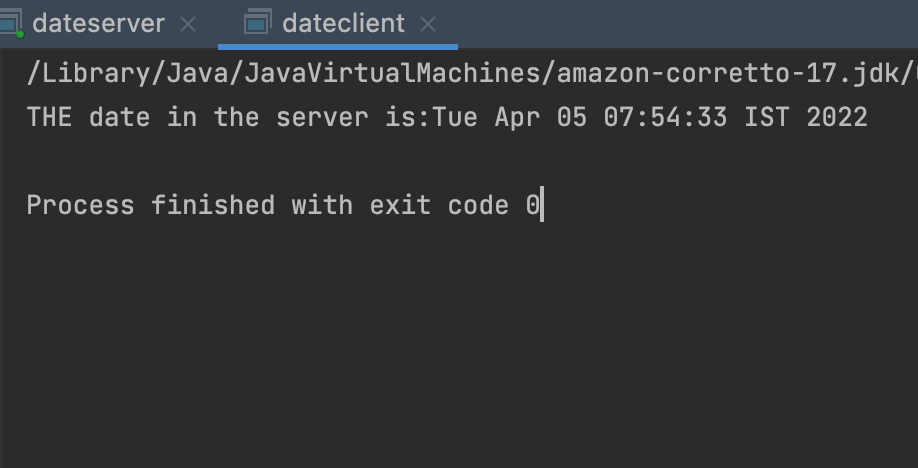 dateserver dateclient
/Library/Java/JavaVirtualMachines/amazon-corretto-17.jdk/
THE date in the server is:Tue Apr 05 07:54:33 IST 2022
Process finished with exit code 0